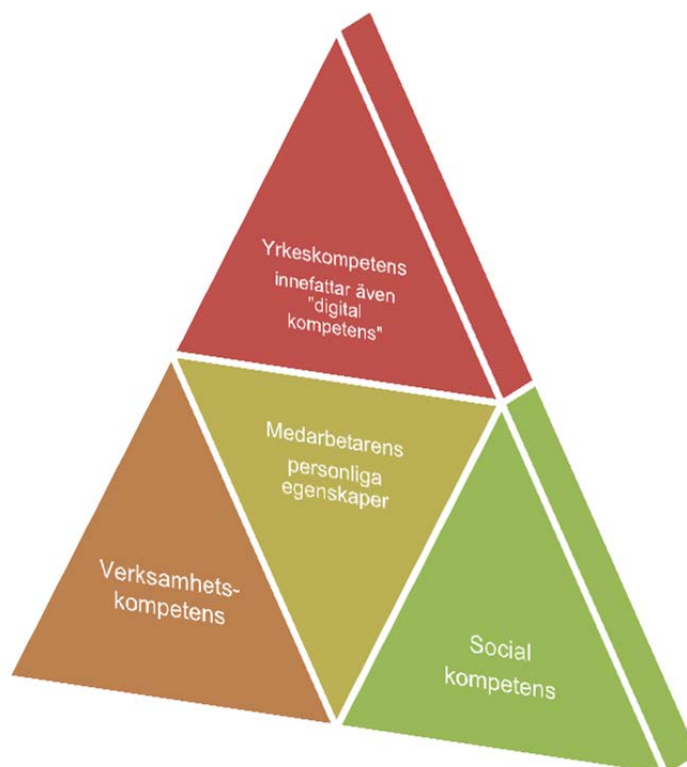 Yrkeskompetens
innefattar även
"digital
kompetens"
Medarbetarens
personliga
egenskaper
Verksamhets-
kompetens
Social
kompetens